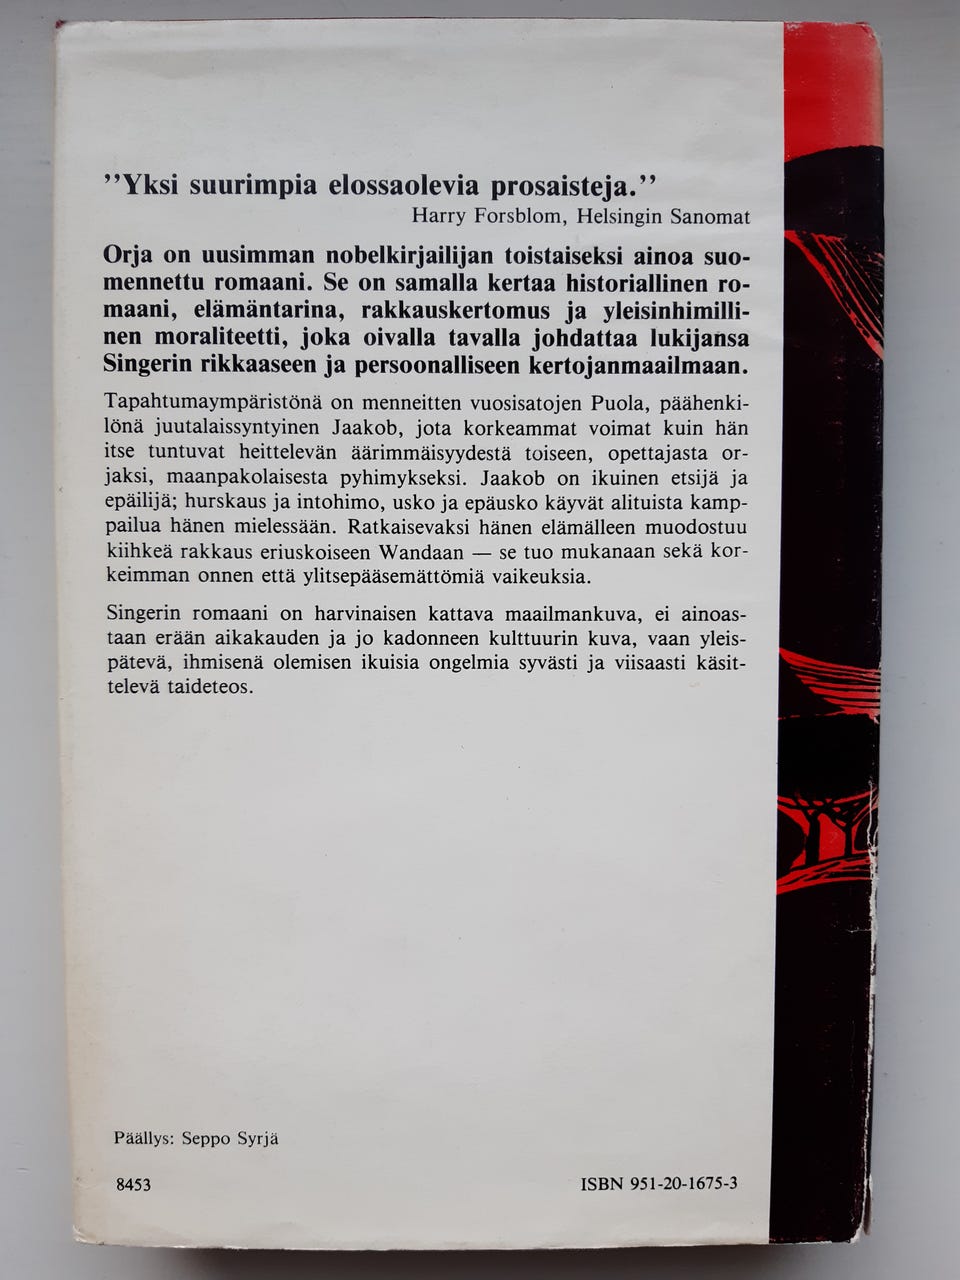 ”Yksi suurimpia elossaolevia prosaisteja.”
Harry Forsblom, Helsingin Sanomat
Orja on uusimman nobelkirjailijan toistaiseksi ainoa suo-
mennettu romaani. Se on samalla kertaa historiallinen ro-
maani, elämäntarina, rakkauskertomus ja yleisinhimilli-
nen moraliteetti, joka oivalla tavalla johdattaa lukijansa
Singerin rikkaaseen ja persoonalliseen kertojanmaailmaan.
Tapahtumaympäristönä on menneitten vuosisatojen Puola, päähenki-
lönä juutalaissyntyinen Jaakob, jota korkeammat voimat kuin hän
itse tuntuvat heittelevän äärimmäisyydestä toiseen, opettajasta or-
jaksi, maanpakolaisesta pyhimykseksi. Jaakob on ikuinen etsijä ja
epäilijä; hurskaus ja intohimo, usko ja epäusko käyvät alituista kamp-
pailua hänen mielessään. Ratkaisevaksi hänen elämälleen muodostuu
kiihkeä rakkaus eriuskoiseen Wandaan — se tuo mukanaan sekä kor-
keimman onnen että ylitsepääsemättömiä vaikeuksia.
Singerin romaani on harvinaisen kattava maailmankuva, ei ainoas-
taan erään aikakauden ja jo kadonneen kulttuurin kuva, vaan yleis-
pätevä, ihmisenä olemisen ikuisia ongelmia syvästi ja viisaasti käsit-
televä taideteos.
Päällys: Seppo Syrjä
8453
ISBN 951-20-1675-3